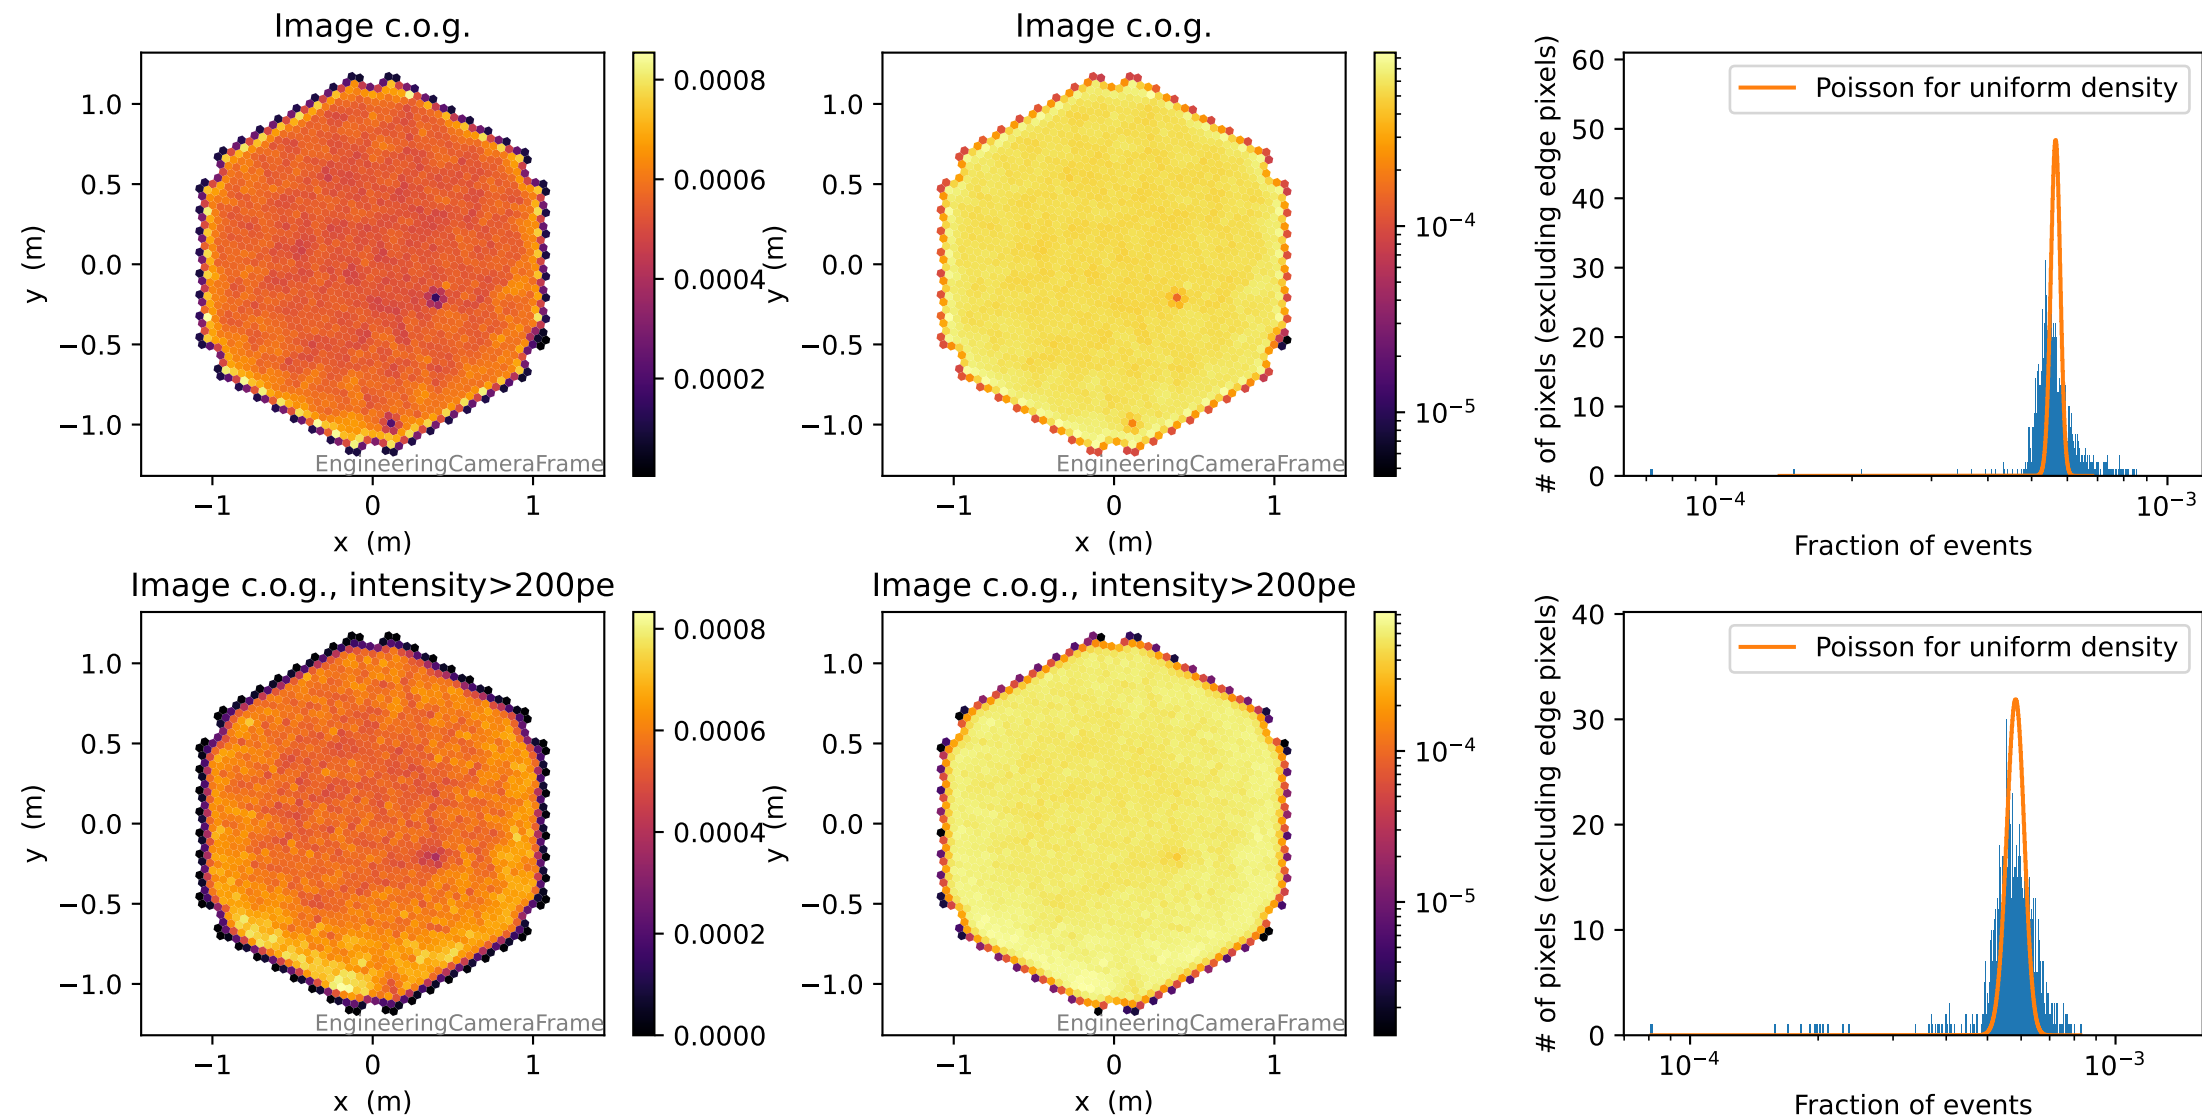 Image c.o.g.
1.0
0.5
0.0
−0.5
−1.0
y (m)
−1
0
1
x (m)
EngineeringCameraFrame
0.0008
0.0006
0.0004
0.0002
Image c.o.g.
1.0
0.5
0.0
−0.5
−1.0
y (m)
−1
0
1
x (m)
EngineeringCameraFrame
10⁻⁴
10⁻⁵
60
50
40
30
20
10
0
# of pixels (excluding edge pixels)
Poisson for uniform density
10⁻⁴
10⁻³
Fraction of events
Image c.o.g., intensity>200pe
1.0
0.5
0.0
−0.5
−1.0
y (m)
−1
0
1
x (m)
EngineeringCameraFrame
0.0008
0.0006
0.0004
0.0002
0.0000
Image c.o.g., intensity>200pe
1.0
0.5
0.0
−0.5
−1.0
y (m)
−1
0
1
x (m)
EngineeringCameraFrame
10⁻⁴
10⁻⁵
40
30
20
10
0
# of pixels (excluding edge pixels)
Poisson for uniform density
10⁻⁴
10⁻³
Fraction of events